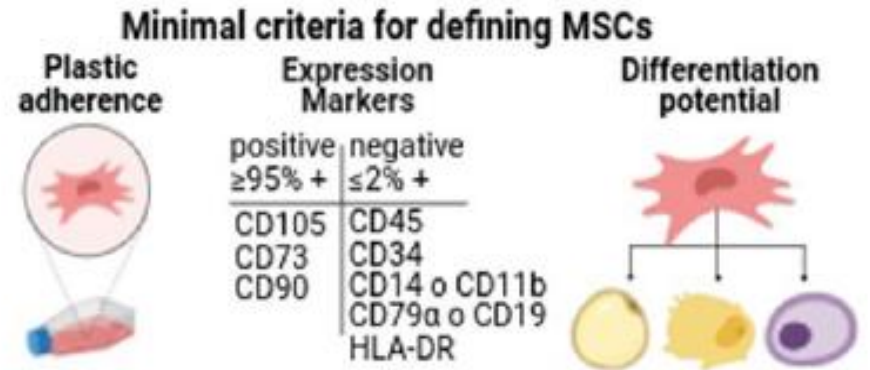 Minimal criteria for defining MSCs
Plastic
adherence
Expression
Markers
positive negative
≥95% + ≤2% +
CD105 CD45
CD73 CD34
CD90 CD14 o CD11b
CD79α o CD19
HLA-DR
Differentiation
potential